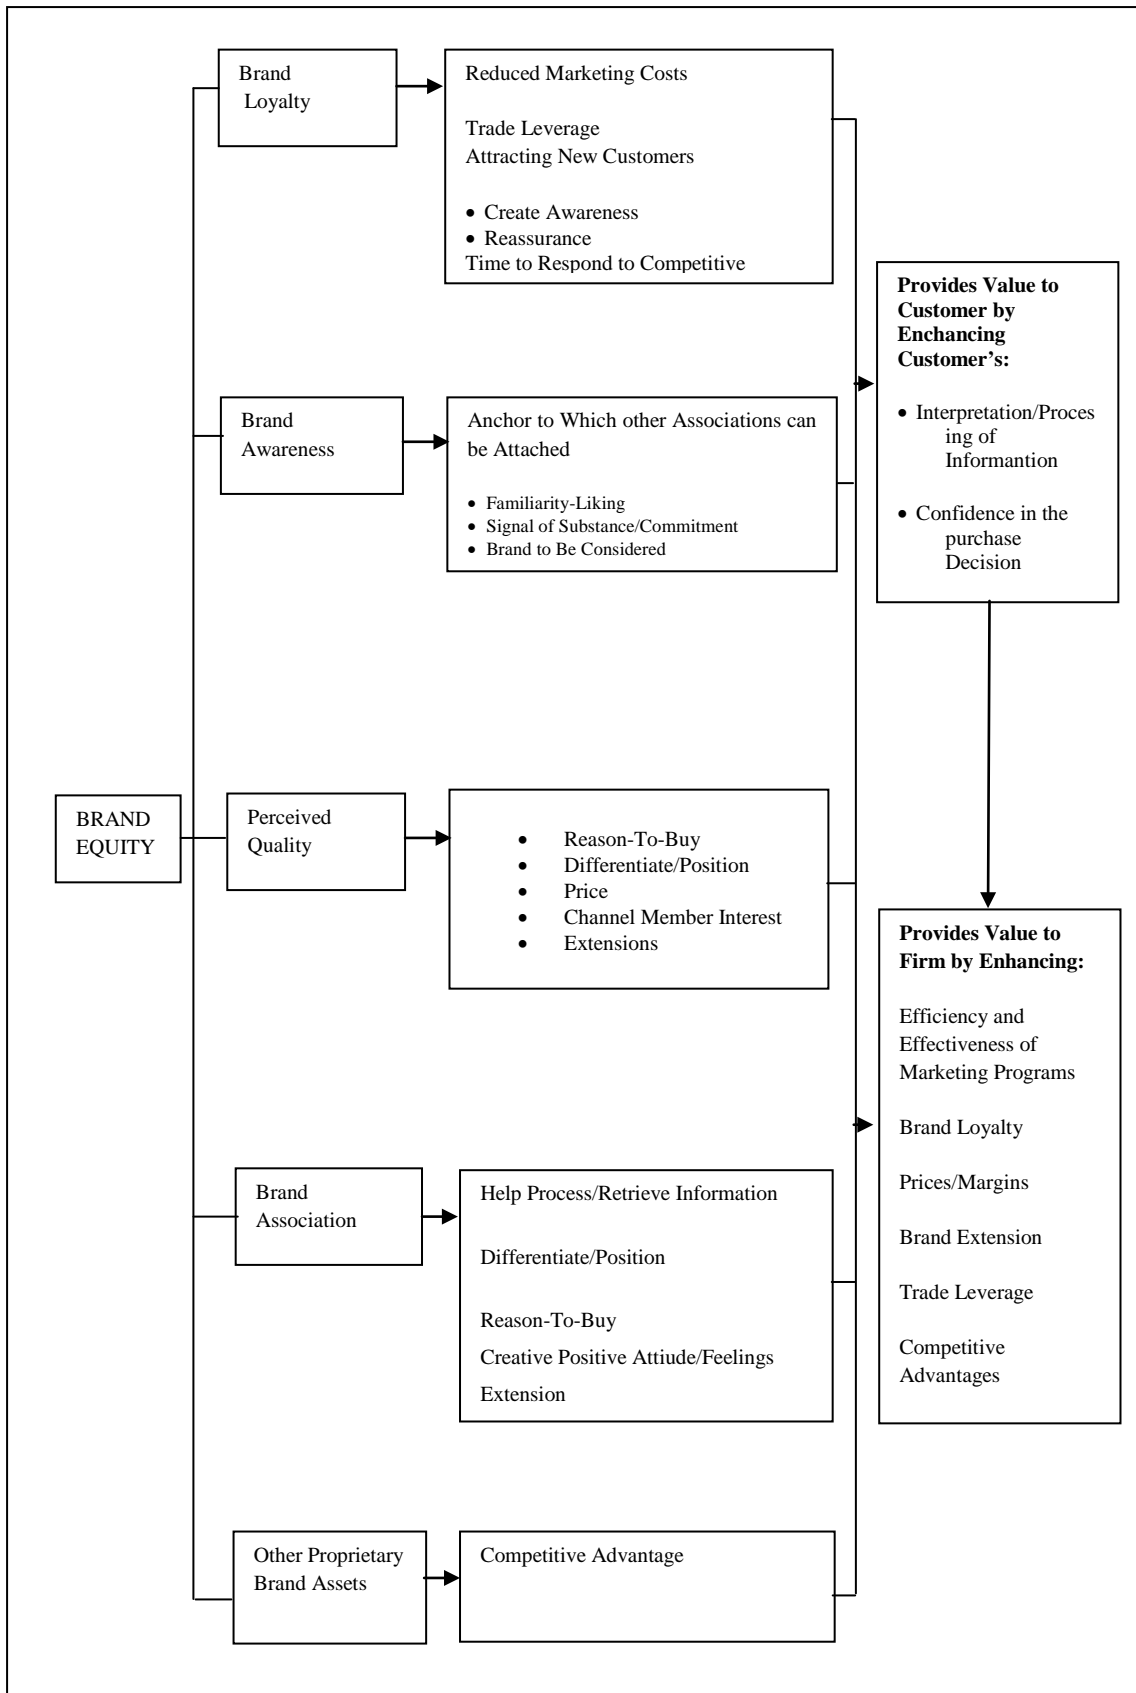 Brand
Loyalty
Reduced Marketing Costs
Trade Leverage
Attracting New Customers
• Create Awareness
• Reassurance
Time to Respond to Competitive
Provides Value to
Customer by
Enchancing
Customer's:
• Interpretation/Proces
ing of
Informantion
• Confidence in the
purchase
Decision
Brand
Awareness
Anchor to Which other Associations can
be Attached
• Familiarity-Liking
• Signal of Substance/Commitment
• Brand to Be Considered
BRAND
EQUITY
Perceived
Quality
• Reason-To-Buy
• Differentiate/Position
• Price
• Channel Member Interest
• Extensions
Provides Value to
Firm by Enhancing:
Efficiency and
Effectiveness of
Marketing Programs
Brand Loyalty
Prices/Margins
Brand Extension
Trade Leverage
Competitive
Advantages
Brand
Association
Help Process/Retrieve Information
Differentiate/Position
Reason-To-Buy
Creative Positive Attiude/Feelings
Extension
Other Proprietary
Brand Assets
Competitive Advantage